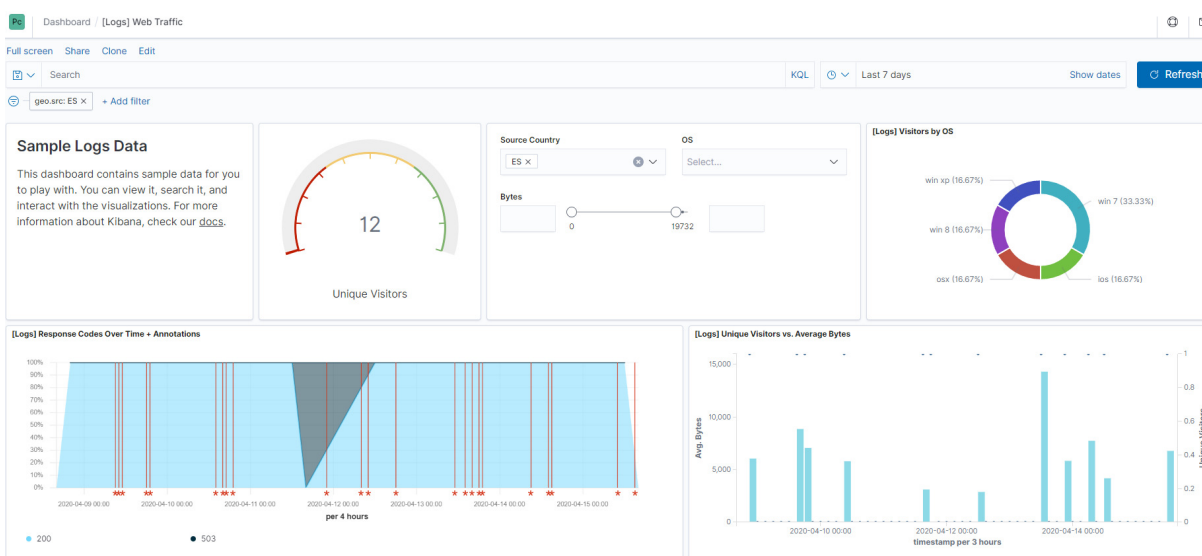 Pc Dashboard / [Logs] Web Traffic
Full screen Share Clone Edit
Search KQL Last 7 days Show dates Refresh
geo.src: ES × + Add filter
Sample Logs Data
This dashboard contains sample data for you
to play with. You can view it, search it, and
interact with the visualizations. For more
information about Kibana, check our docs.
12
Unique Visitors
Source Country OS
ES × Select...
Bytes
0 19732
[Logs] Visitors by OS
win xp (16.67%)
win 7 (33.33%)
win 8 (16.67%)
osx (16.67%)
ios (16.67%)
[Logs] Response Codes Over Time + Annotations
100%
90%
80%
70%
60%
50%
40%
30%
20%
10%
0%
2020-04-09 00:00 2020-04-10 00:00 2020-04-11 00:00 2020-04-12 00:00 2020-04-13 00:00 2020-04-14 00:00 2020-04-15 00:00
per 4 hours
200 503
[Logs] Unique Visitors vs. Average Bytes
15,000
10,000
5,000
0
Avg. Bytes
1
0.8
0.6
0.4
0.2
0
Unique Visitors
2020-04-10 00:00 2020-04-12 00:00 2020-04-14 00:00
timestamp per 3 hours